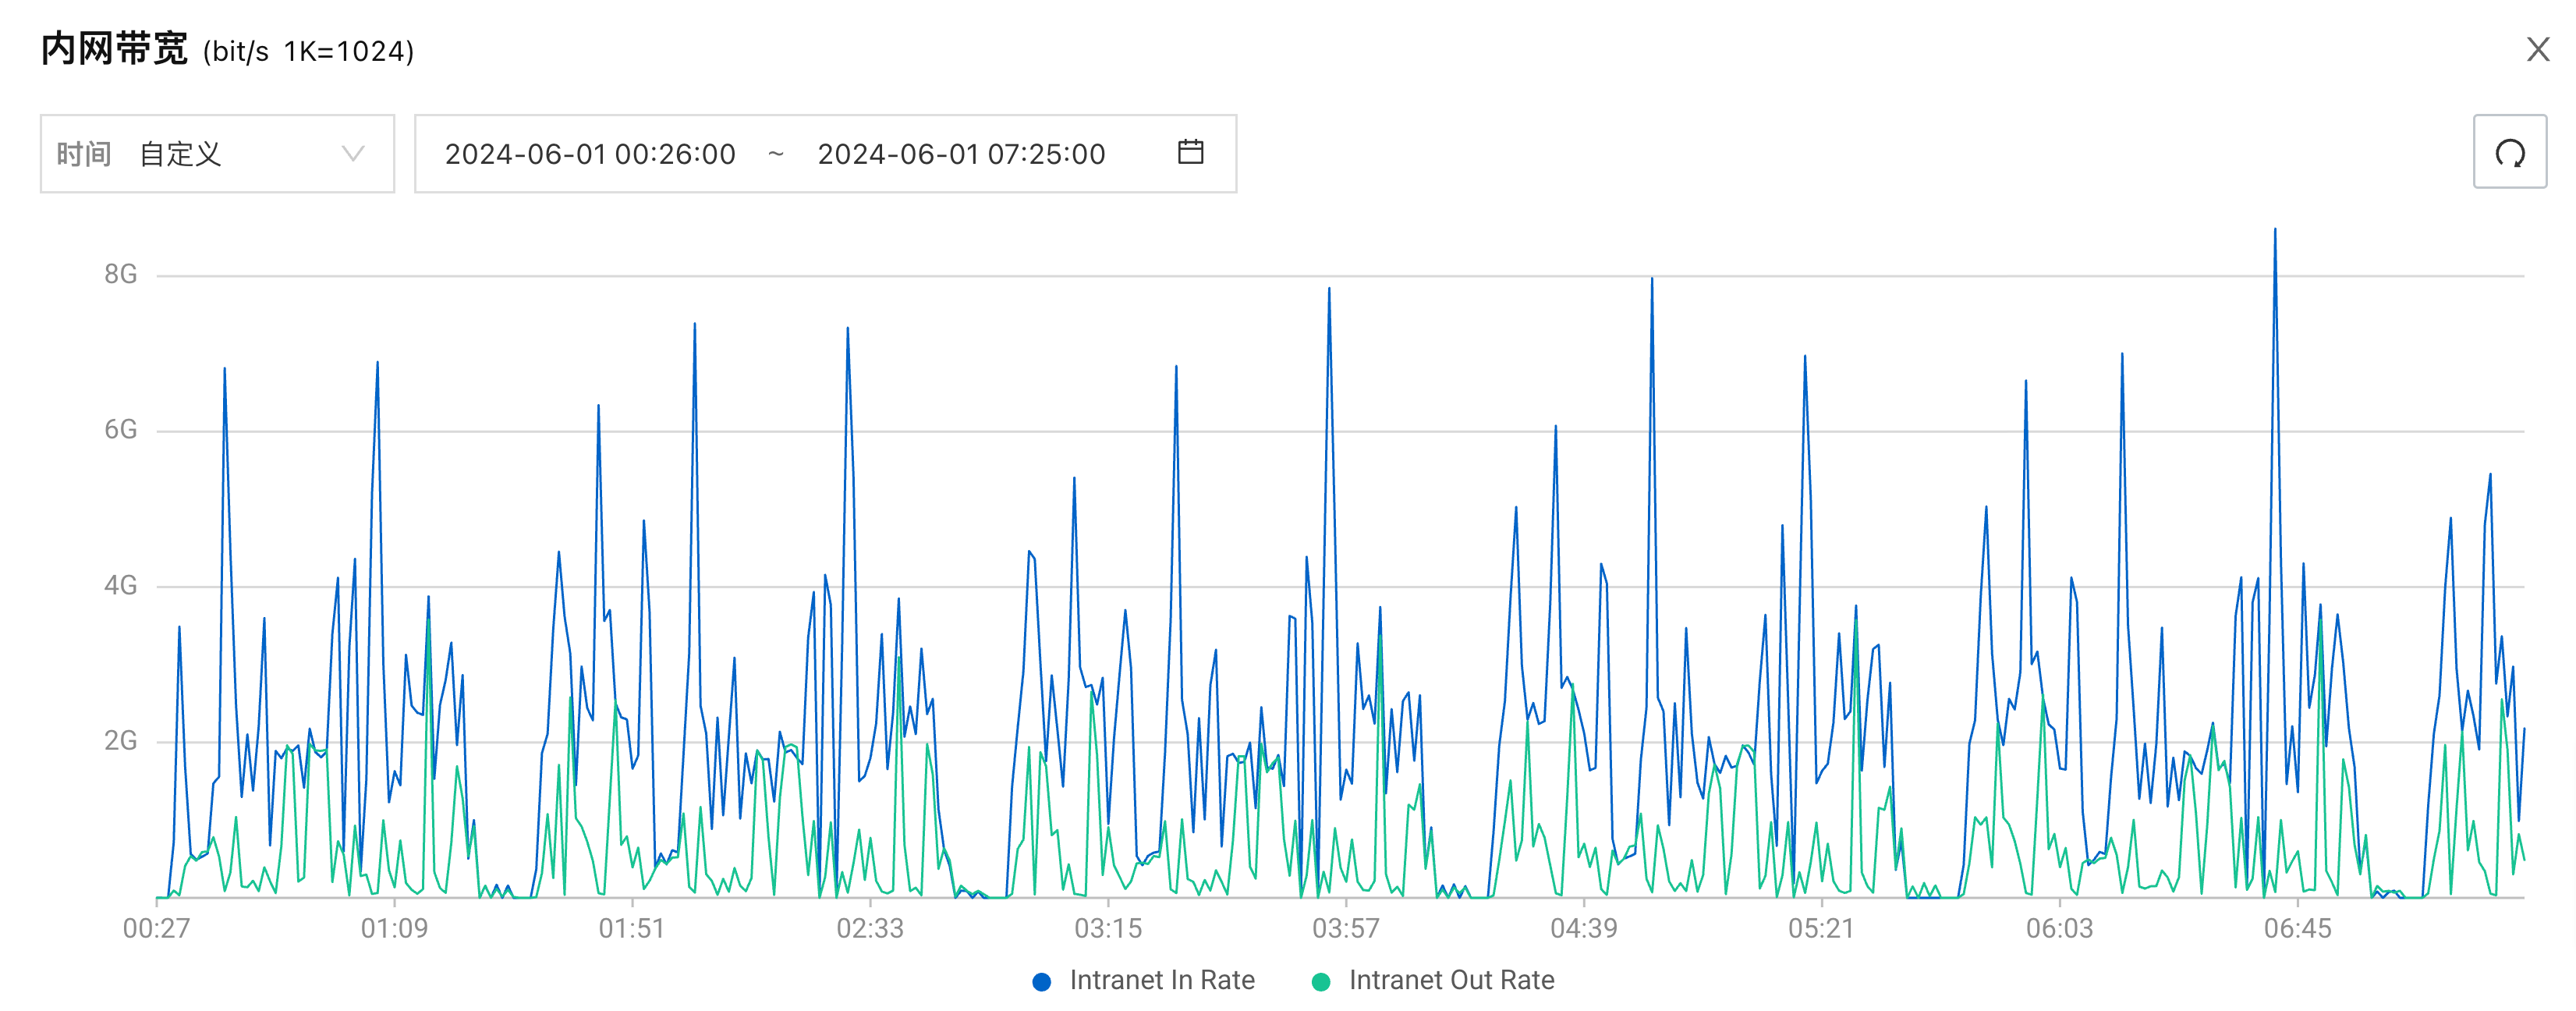 内网带宽 (bit/s 1K=1024)
时间 自定义 2024-06-01 00:26:00 ~ 2024-06-01 07:25:00
8G
6G
4G
2G
00:27 01:09 01:51 02:33 03:15 03:57 04:39 05:21 06:03 06:45
Intranet In Rate Intranet Out Rate